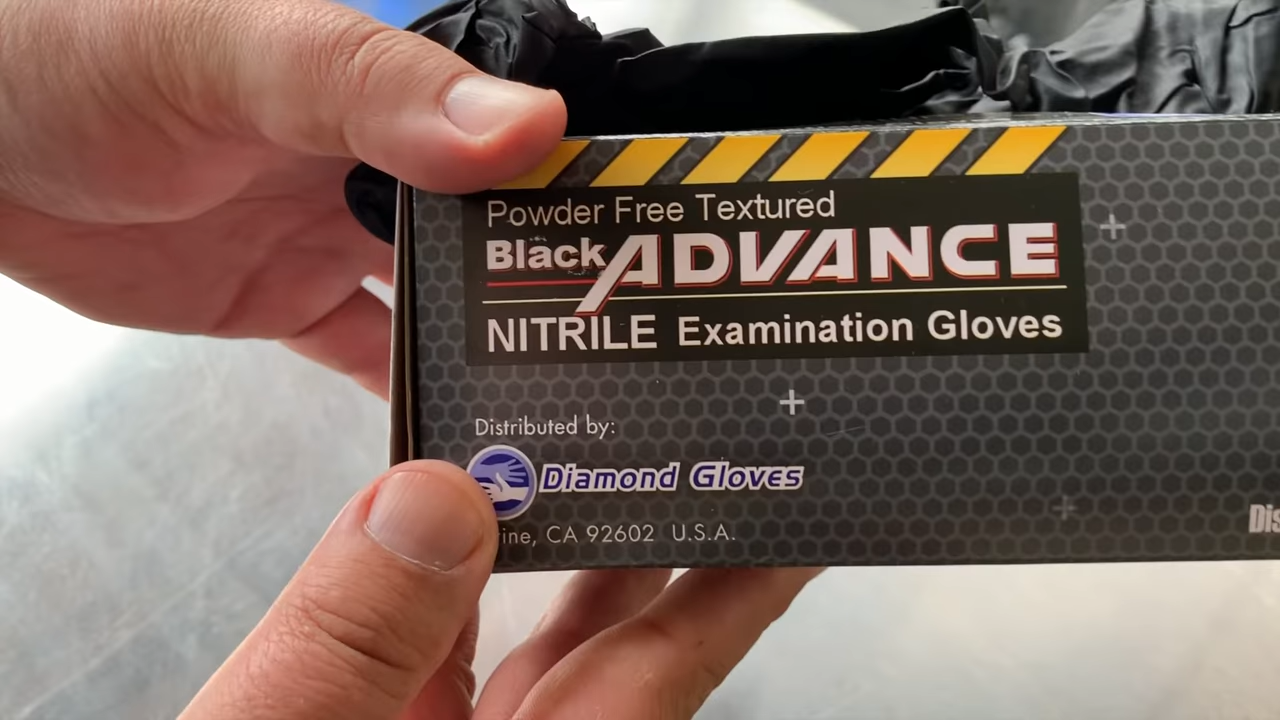 Powder Free Textured
Black ADVANCE
NITRILE Examination Gloves
Distributed by:
Diamond Gloves
CA 92602 U.S.A.